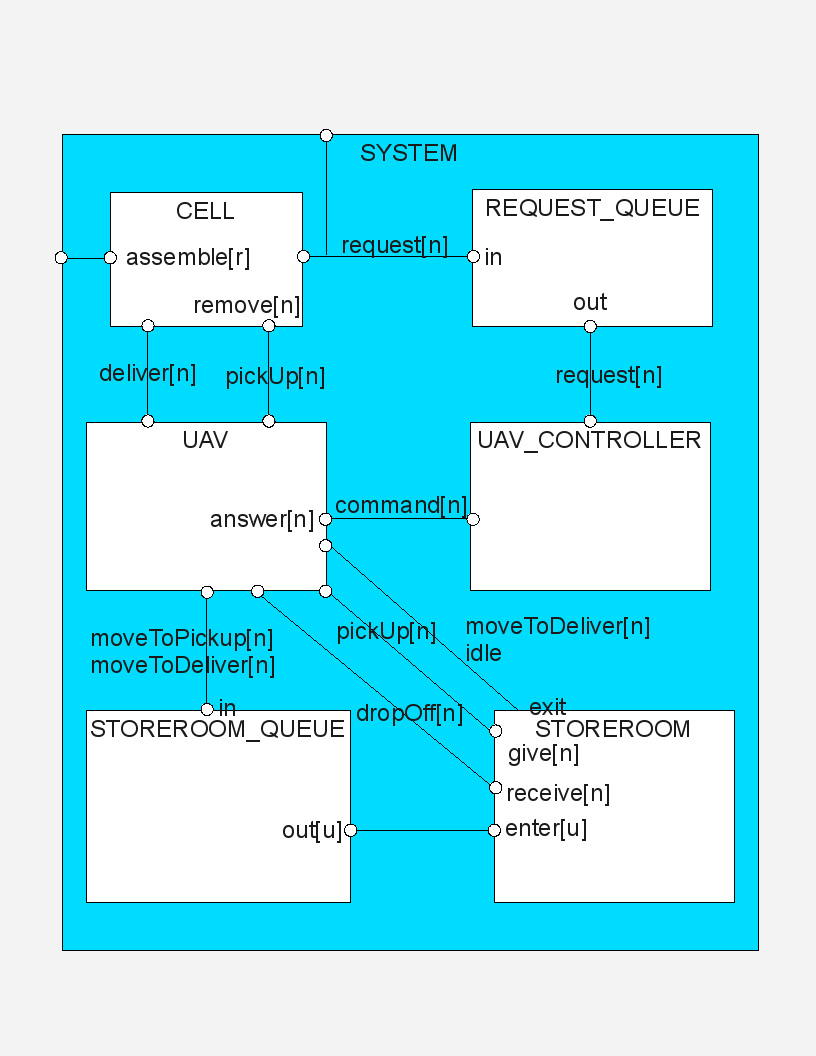 SYSTEM
CELL
REQUEST_QUEUE
assemble[r]
request[n]
in
remove[n]
out
deliver[n]
pickUp[n]
request[n]
UAV
UAV_CONTROLLER
answer[n]
command[n]
moveToPickup[n]
moveToDeliver[n]
pickUp[n]
moveToDeliver[n]
idle
in
dropOff[n]
exit
STOREROOM_QUEUE
STOREROOM
give[n]
receive[n]
out[u]
enter[u]